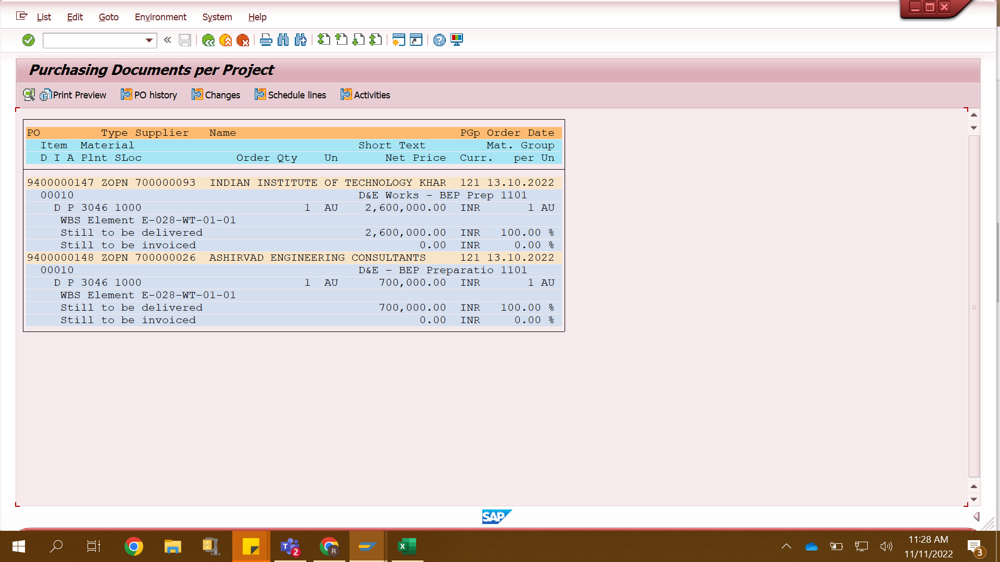 List Edit Goto Environment System Help
Purchasing Documents per Project
Print Preview PO history Changes Schedule lines Activities
PO Type Supplier Name PGp Order Date
Item Material Short Text Mat. Group
D I A Plnt SLoc Order Qty Un Net Price Curr. per Un
9400000147 ZOPN 700000093 INDIAN INSTITUTE OF TECHNOLOGY KHAR 121 13.10.2022
00010 D&E Works - BEP Prep 1101
D P 3046 1000 1 AU 2,600,000.00 INR 1 AU
WBS Element E-028-WT-01-01
Still to be delivered 2,600,000.00 INR 100.00 %
Still to be invoiced 0.00 INR 0.00 %
9400000148 ZOPN 700000026 ASHIRVAD ENGINEERING CONSULTANTS 121 13.10.2022
00010 D&E - BEP Preparatio 1101
D P 3046 1000 1 AU 700,000.00 INR 1 AU
WBS Element E-028-WT-01-01
Still to be delivered 700,000.00 INR 100.00 %
Still to be invoiced 0.00 INR 0.00 %
SAP
T 2 R X 11:28 AM
11/11/2022 3